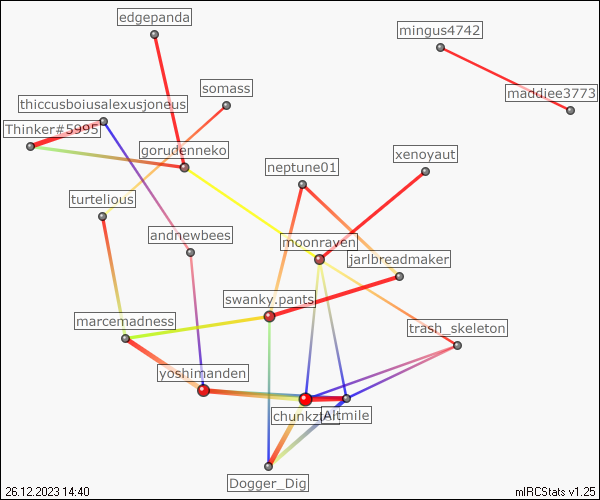 edgepanda
mingus4742
somass
maddiee3773
thiccusboiusalexusjoneus
Thinker#5995
gorudenneko
xenoyaut
neptune01
turtelious
andnewbees
moonraven
jarlbreadmaker
swanky.pants
marcemadness
trash_skeleton
yoshimanden
Altmile
Dogger_Dig
26.12.2023 14:40
mIRCStats v1.25